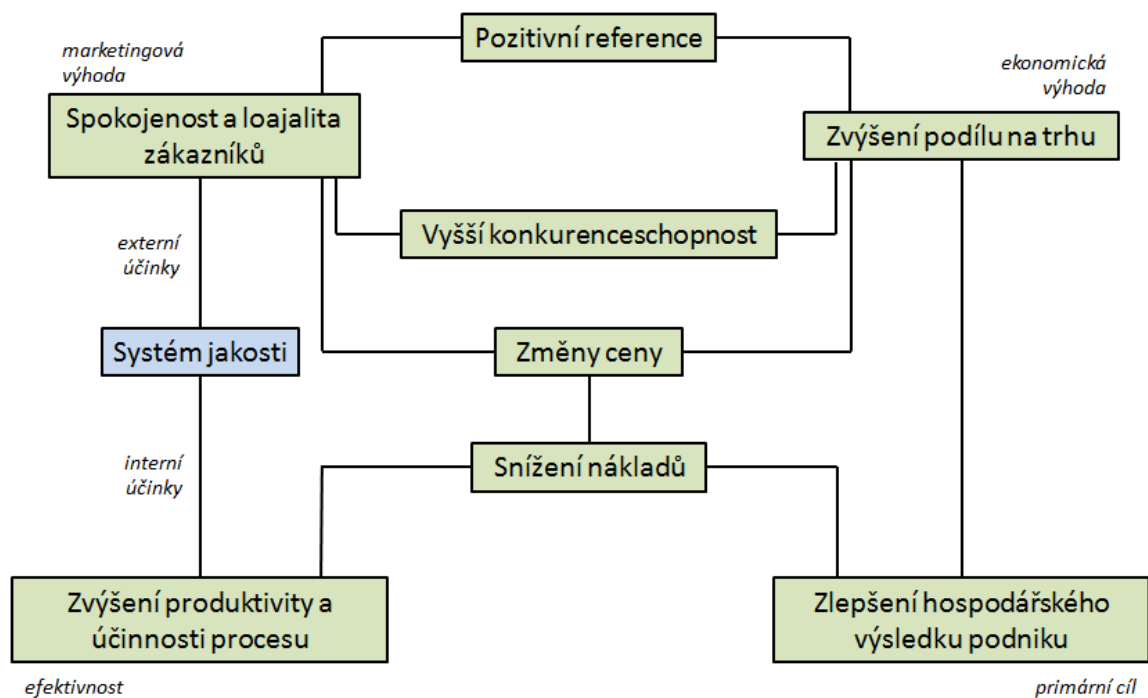 Pozitivní reference
marketingová
výhoda
ekonomická
výhoda
Spokojenost a loajalita
zákazníků
Zvýšení podílu na trhu
Vyšší konkurenceschopnost
externí
účinky
Systém jakosti
Změny ceny
interní
účinky
Snížení nákladů
Zvýšení produktivity a
účinnosti procesu
Zlepšení hospodářského
výsledku podniku
efektivnost
primární cíl